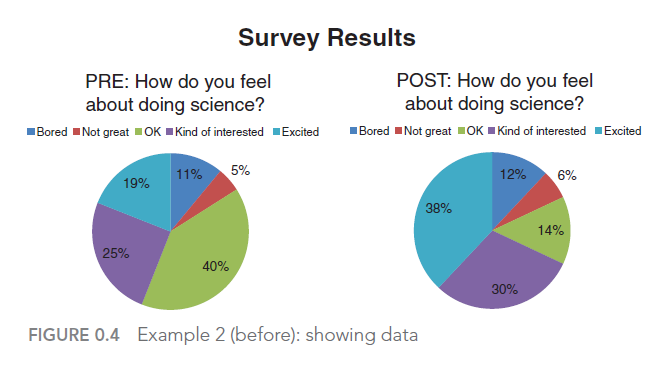 Survey Results
PRE: How do you feel
about doing science?
Bored Not great OK Kind of interested Excited
11%
5%
40%
25%
19%
POST: How do you feel
about doing science?
Bored Not great OK Kind of interested Excited
12%
6%
14%
30%
38%
FIGURE 0.4 Example 2 (before): showing data